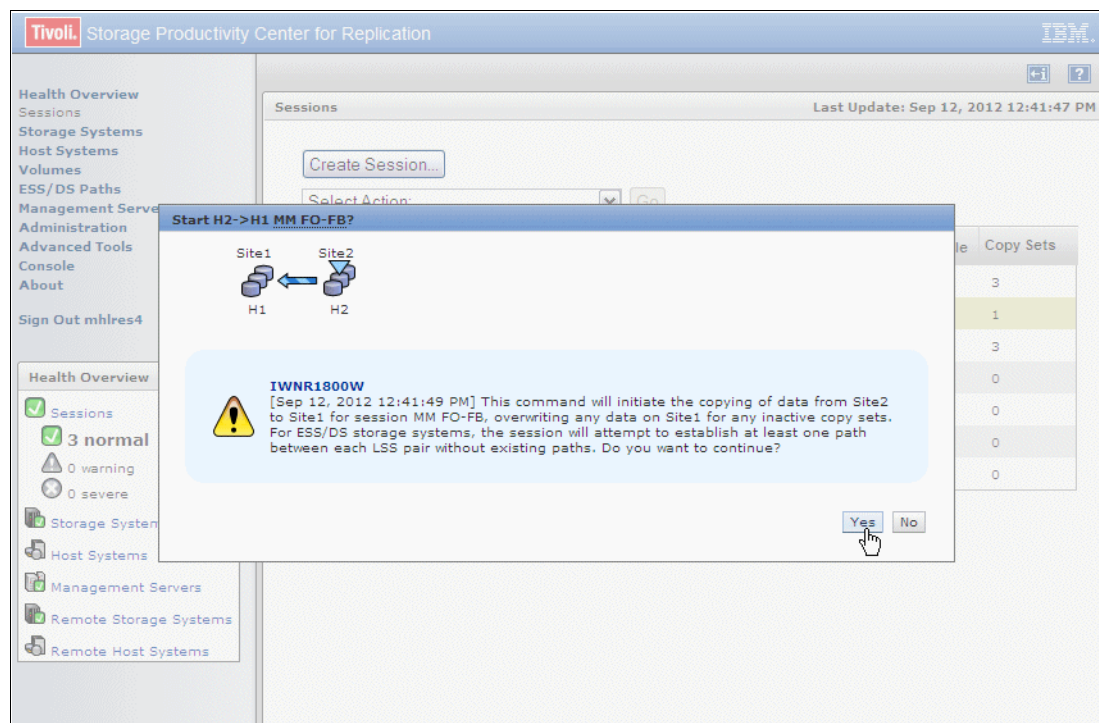 Tivoli. Storage Productivity Center for Replication
IBM.
Health Overview
Sessions
Storage Systems
Host Systems
Volumes
ESS/DS Paths
Management Serve
Administration
Advanced Tools
Console
About
Sign Out mhlres4
Health Overview
Sessions
3 normal
0 warning
0 severe
Storage System
Host Systems
Management Servers
Remote Storage Systems
Remote Host Systems
Sessions
Last Update: Sep 12, 2012 12:41:47 PM
Create Session...
Select Action:
Go
le
Copy Sets
3
1
3
0
0
0
0
Start H2->H1 MM FO-FB?
Site1 Site2
H1 H2
IWNR1800W
[Sep 12, 2012 12:41:49 PM] This command will initiate the copying of data from Site2
to Site1 for session MM FO-FB, overwriting any data on Site1 for any inactive copy sets.
For ESS/DS storage systems, the session will attempt to establish at least one path
between each LSS pair without existing paths. Do you want to continue?
Yes No